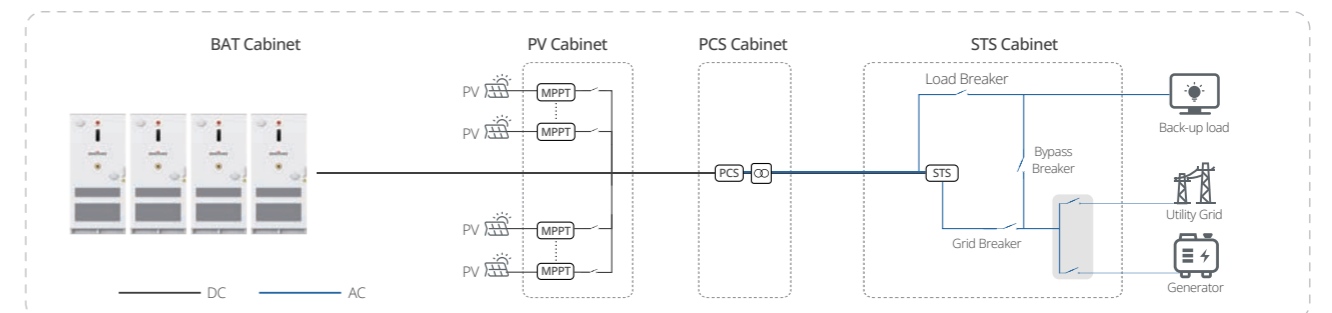 BAT Cabinet
PV Cabinet
PCS Cabinet
STS Cabinet
PV
MPPT
PV
MPPT
PV
MPPT
PV
MPPT
PCS
STS
Load Breaker
Bypass
Breaker
Grid Breaker
Back-up load
Utility Grid
Generator
DC
AC